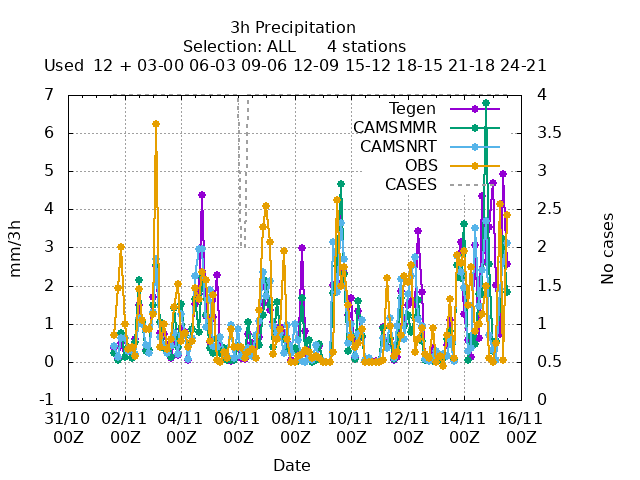 3h Precipitation
Selection: ALL 4 stations
Used 12 + 03-00 06-03 09-06 12-09 15-12 18-15 21-18 24-21
7 4
Tegen
CAMSMMR
6 3.5
CAMSNRT
OBS
5 3
CASES
4 2.5
3 2
2 1.5
1 1
0 0.5
-1 0
mm/3h
No cases
31/10 02/11 04/11 06/11 08/11 10/11 12/11 14/11 16/11
00Z 00Z 00Z 00Z 00Z 00Z 00Z 00Z 00Z
Date